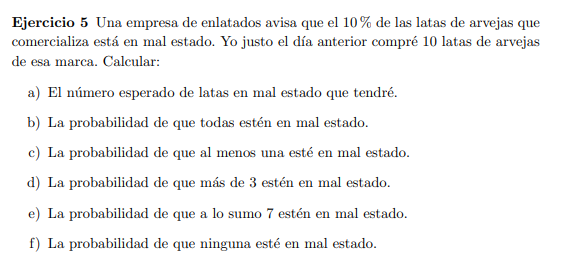 Ejercicio 5 Una empresa de enlatados avisa que el 10 % de las latas de arvejas que
comercializa está en mal estado. Yo justo el día anterior compré 10 latas de arvejas
de esa marca. Calcular:
a) El número esperado de latas en mal estado que tendré.
b) La probabilidad de que todas estén en mal estado.
c) La probabilidad de que al menos una esté en mal estado.
d) La probabilidad de que más de 3 estén en mal estado.
e) La probabilidad de que a lo sumo 7 estén en mal estado.
f) La probabilidad de que ninguna esté en mal estado.